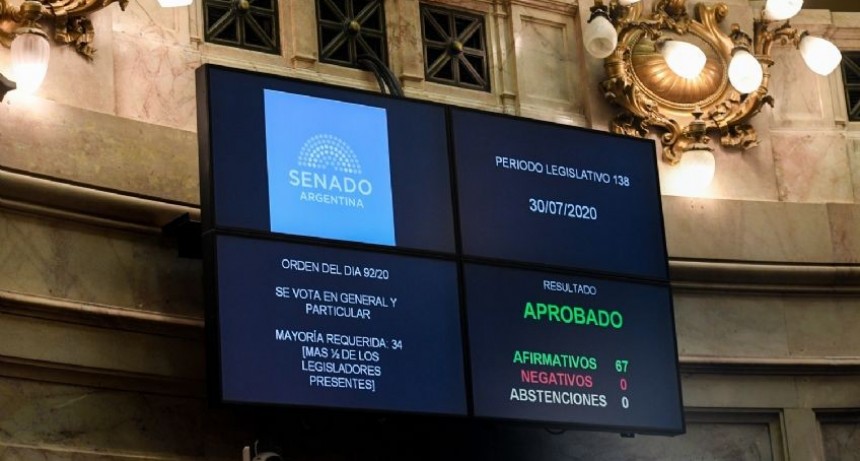 SENADO
ARGENTINA
PERIODO LEGISLATIVO 138
30/07/2020
ORDEN DEL DIA 92/20
SE VOTA EN GENERAL Y
PARTICULAR
MAYORÍA REQUERIDA: 34
[MAS ½ DE LOS
LEGISLADORES
PRESENTES]
RESULTADO
APROBADO
AFIRMATIVOS 67
NEGATIVOS 0
ABSTENCIONES 0